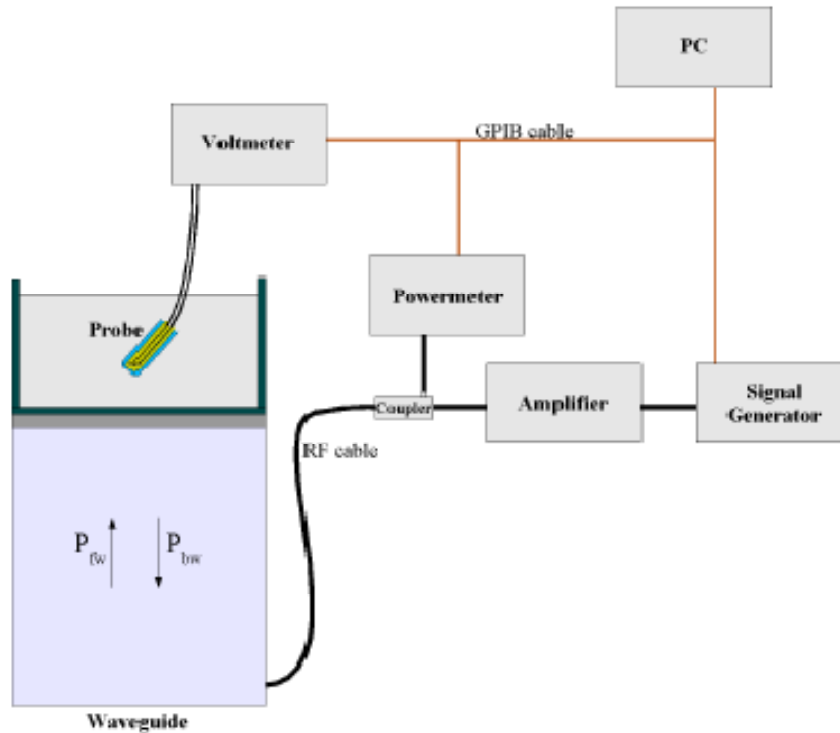 PC
GPIB cable
Voltmeter
Powermeter
Probe
Coupler
Amplifier
Signal
Generator
RF cable
P fw
P bw
Waveguide